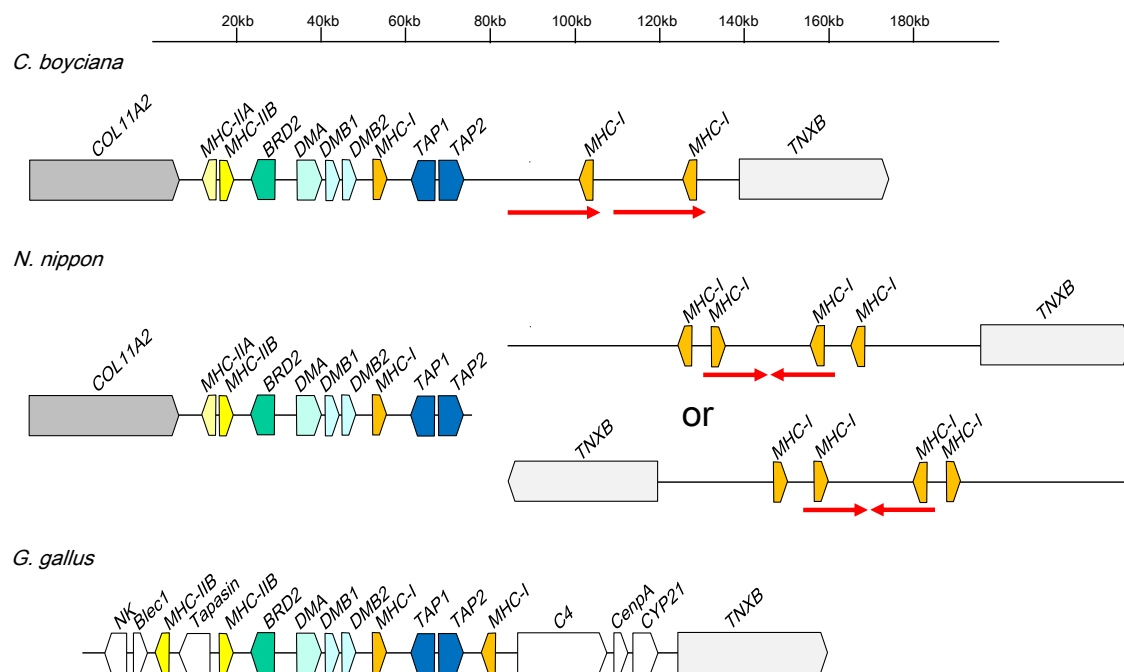 20kb 40kb 60kb 80kb 100kb 120kb 140kb 160kb 180kb
C. boyciana
COL11A2 MHC-IIA MHC-IIB BRD2 DMA DMB1 DMB2 MHC-I TAP1 TAP2 MHC-I MHC-I TNXB
N. nippon
MHC-I MHC-I MHC-I MHC-I TNXB
COL11A2 MHC-IIA MHC-IIB BRD2 DMA DMB1 DMB2 MHC-I TAP1 TAP2
or
TNXB MHC-I MHC-I MHC-I MHC-I
G. gallus
NK Blec1 MHC-IIB Tapasin MHC-IIB BRD2 DMA DMB1 DMB2 MHC-I TAP1 TAP2 MHC-I C4 CenpA CYP21 TNXB